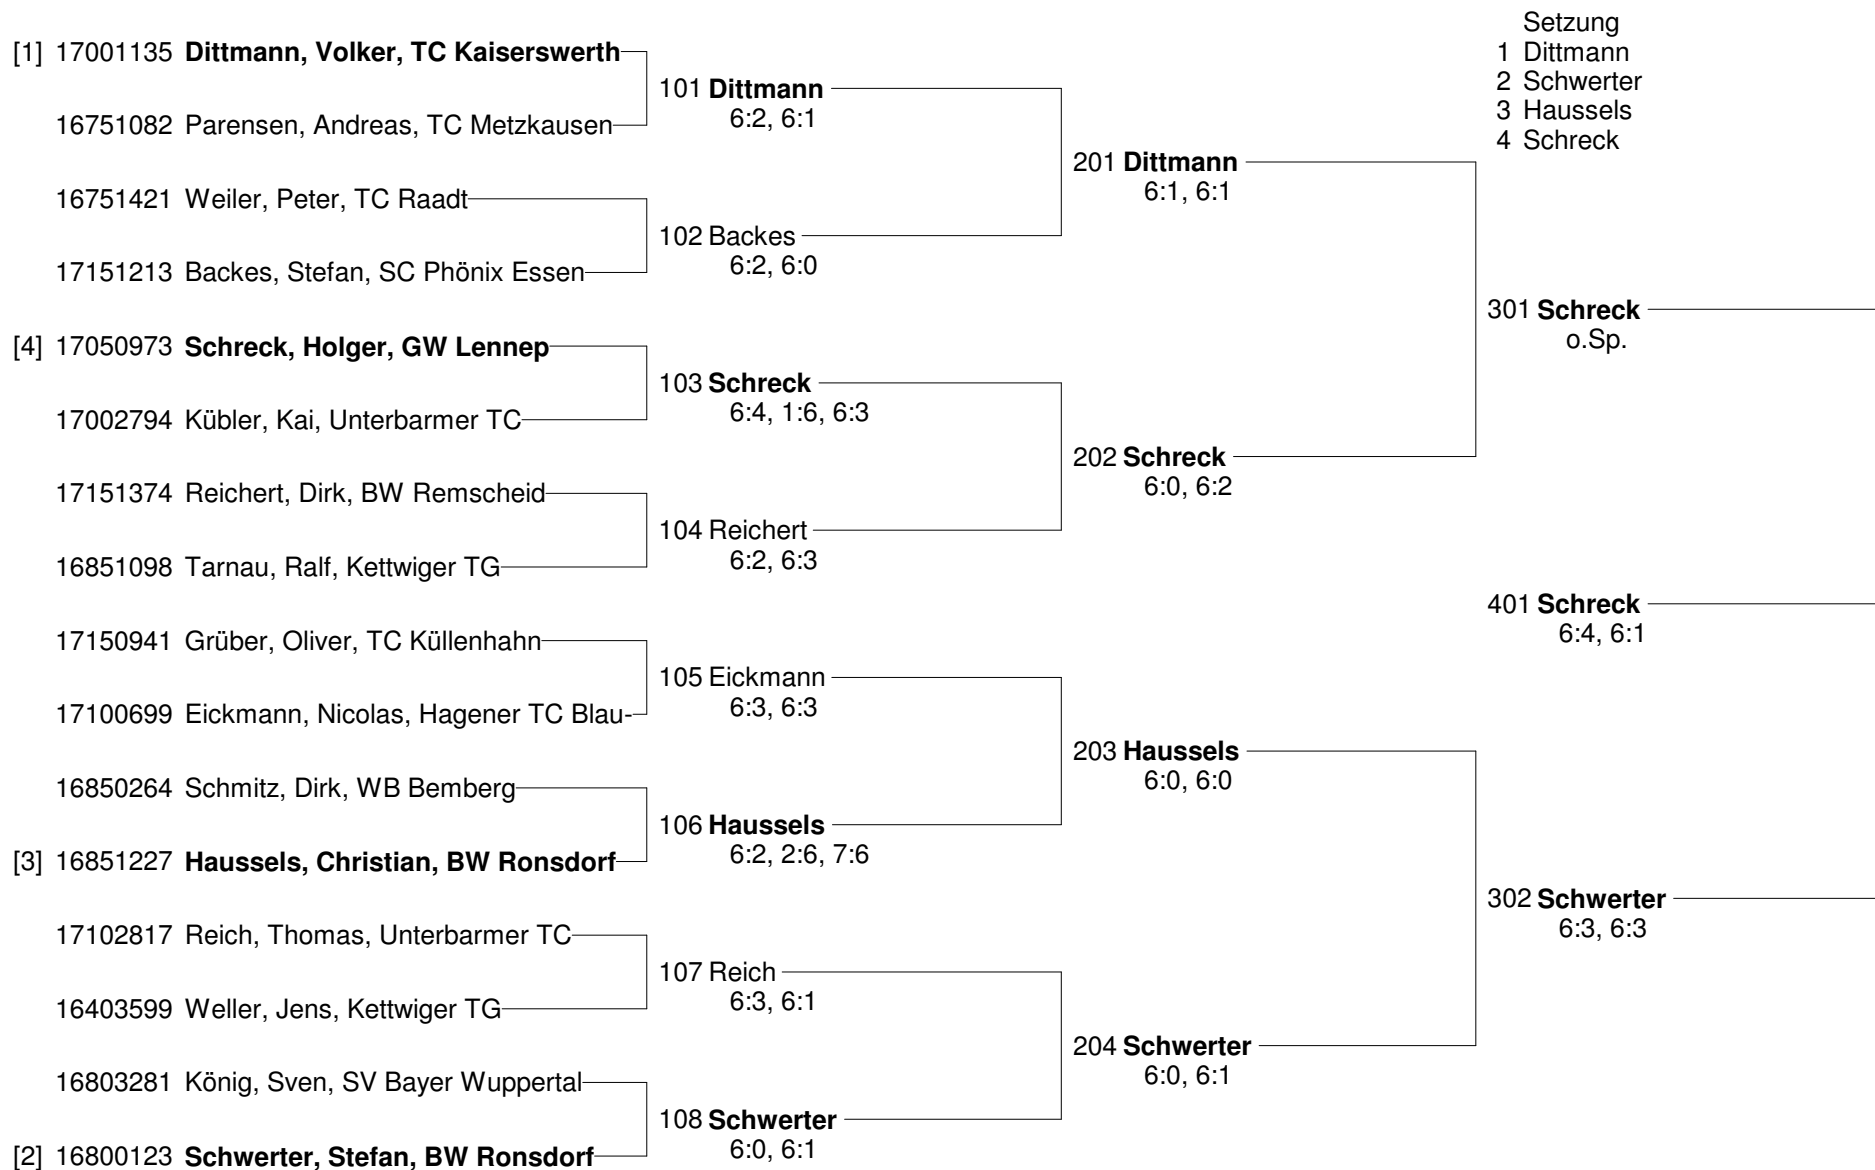 Setzung
1 Dittmann
2 Schwerter
3 Haussels
4 Schreck
[1] 17001135 Dittmann, Volker, TC Kaiserswerth
16751082 Parensen, Andreas, TC Metzkausen
16751421 Weiler, Peter, TC Raadt
17151213 Backes, Stefan, SC Phönix Essen
[4] 17050973 Schreck, Holger, GW Lennep
17002794 Kübler, Kai, Unterbarmer TC
17151374 Reichert, Dirk, BW Remscheid
16851098 Tarnau, Ralf, Kettwiger TG
17150941 Grüber, Oliver, TC Küllenhahn
17100699 Eickmann, Nicolas, Hagener TC Blau-
16850264 Schmitz, Dirk, WB Bemberg
[3] 16851227 Haussels, Christian, BW Ronsdorf
17102817 Reich, Thomas, Unterbarmer TC
16403599 Weller, Jens, Kettwiger TG
16803281 König, Sven, SV Bayer Wuppertal
[2] 16800123 Schwerter, Stefan, BW Ronsdorf
101 Dittmann
6:2, 6:1
102 Backes
6:2, 6:0
103 Schreck
6:4, 1:6, 6:3
104 Reichert
6:2, 6:3
105 Eickmann
6:3, 6:3
106 Haussels
6:2, 2:6, 7:6
107 Reich
6:3, 6:1
108 Schwerter
6:0, 6:1
201 Dittmann
6:1, 6:1
202 Schreck
6:0, 6:2
203 Haussels
6:0, 6:0
204 Schwerter
6:0, 6:1
301 Schreck
o.Sp.
401 Schreck
6:4, 6:1
302 Schwerter
6:3, 6:3